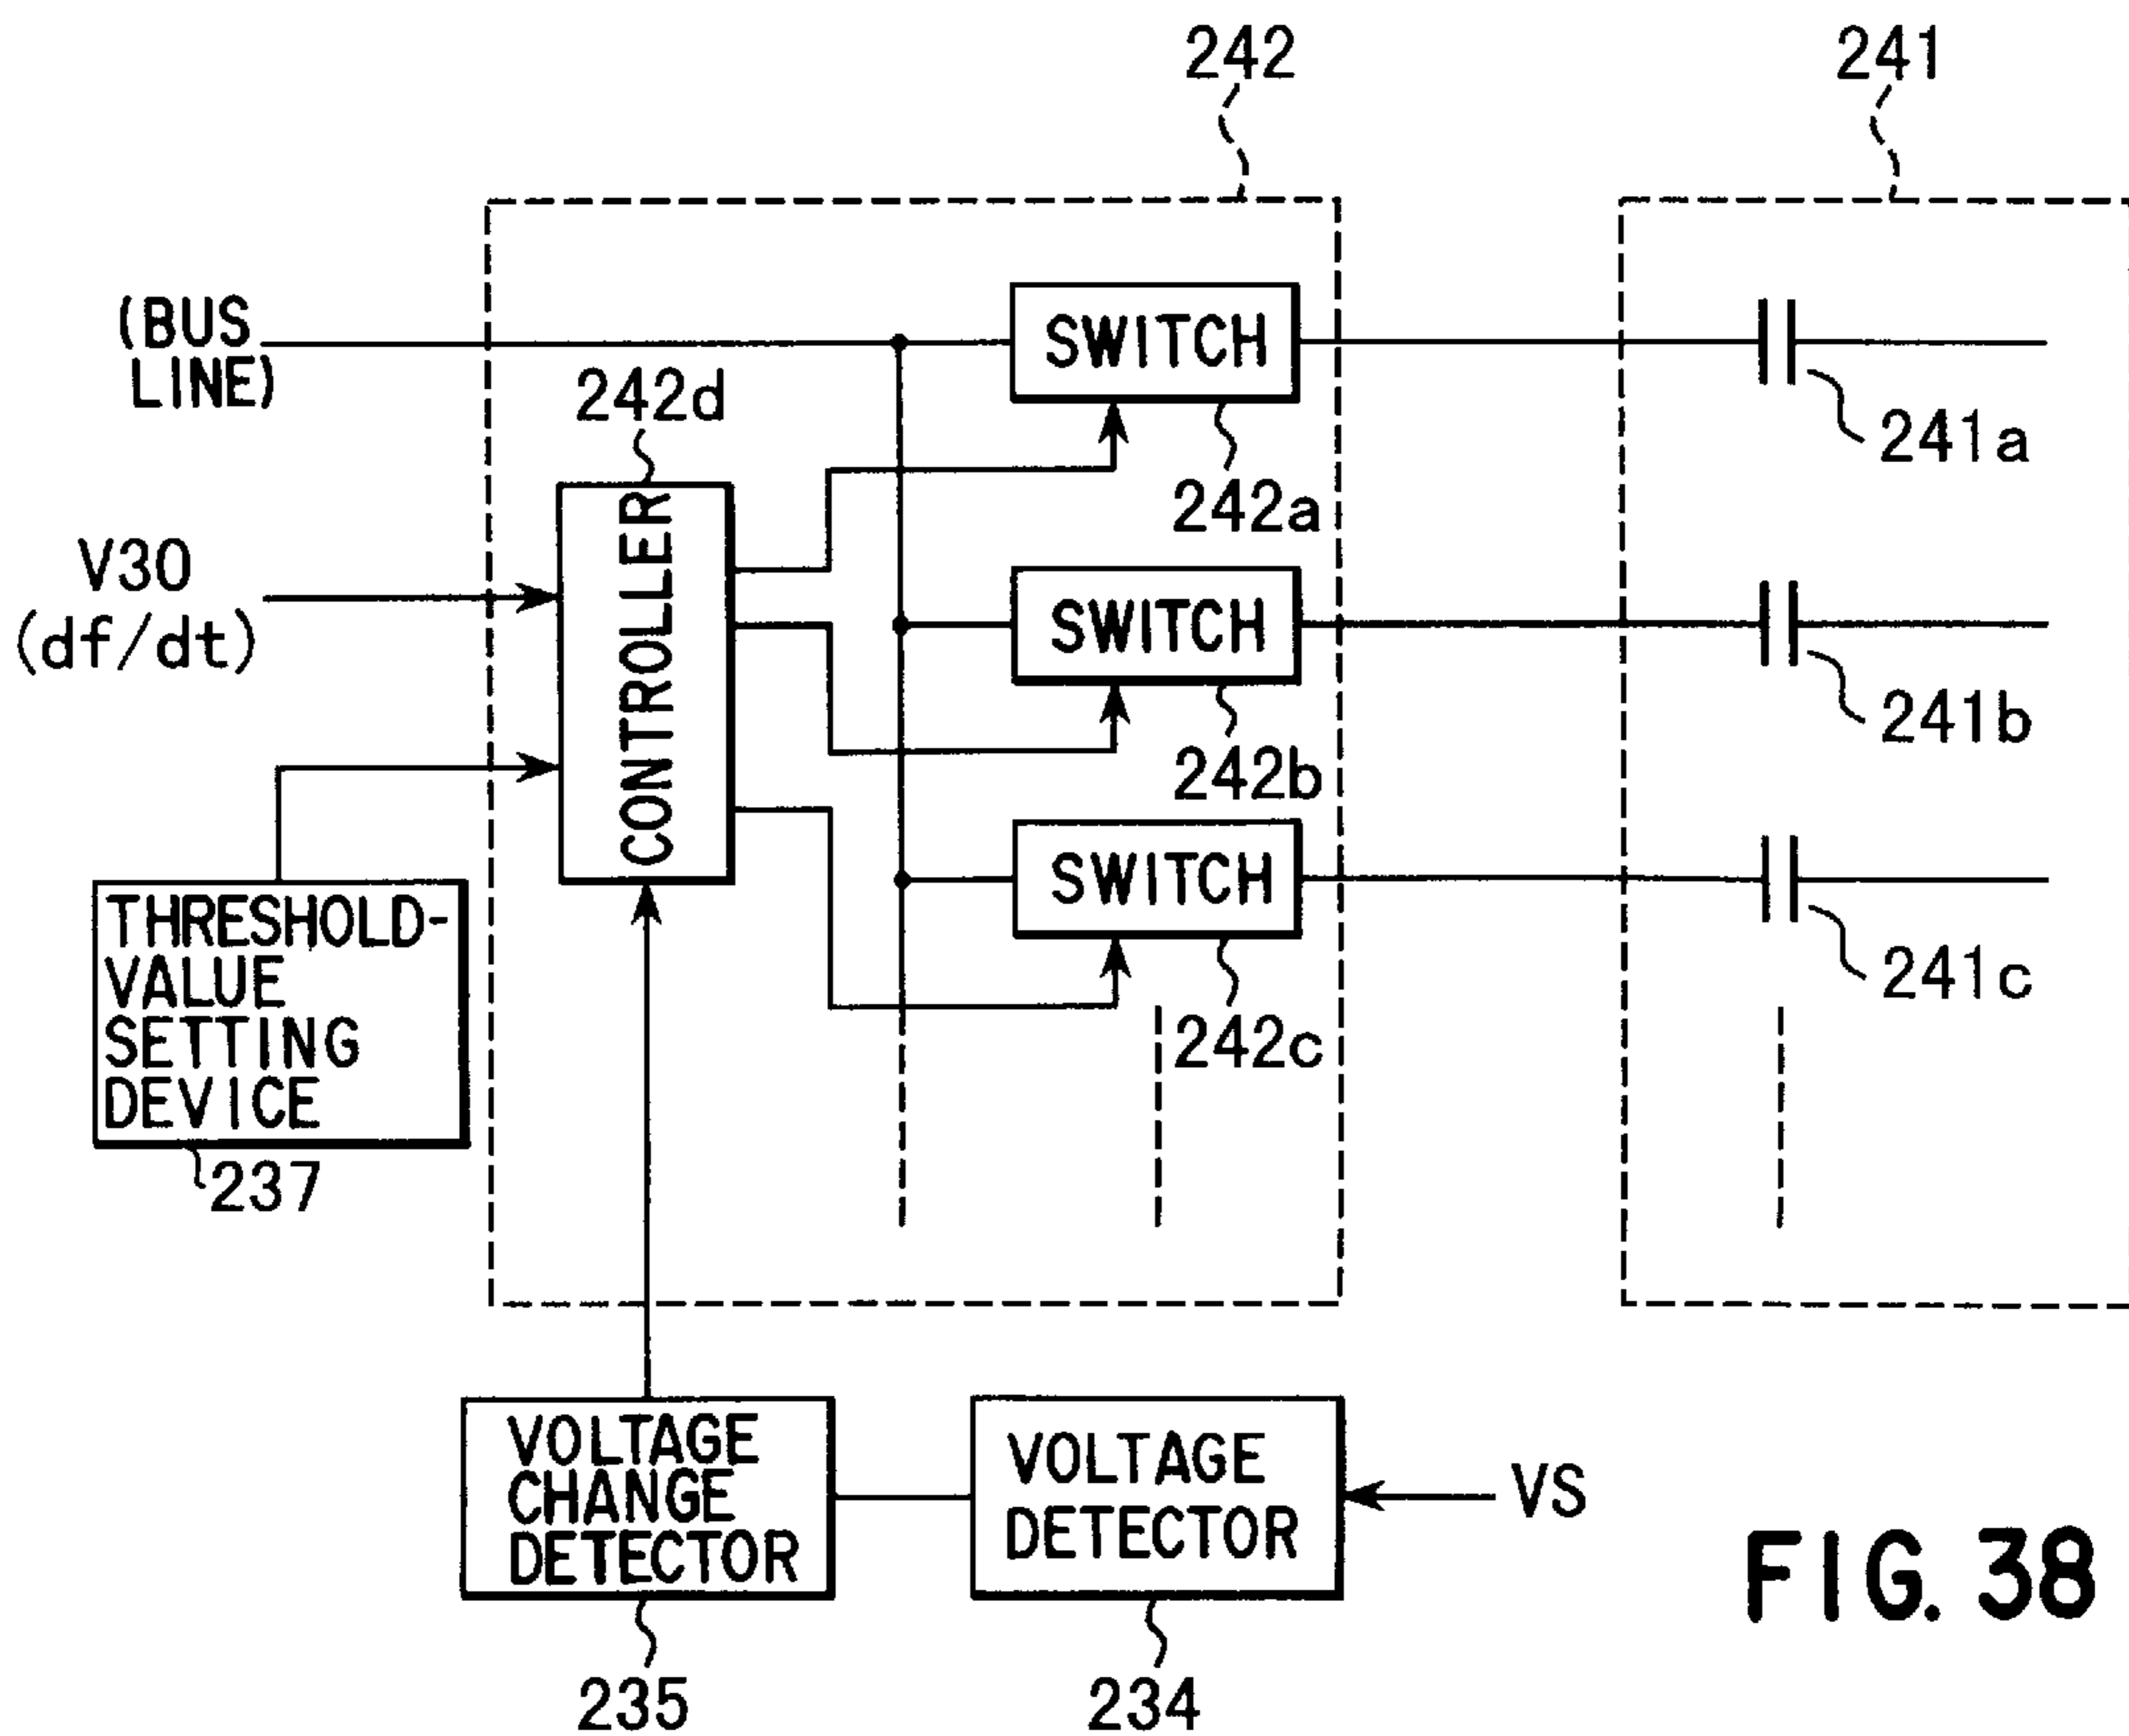 242
241
(BUS
LINE)
SWITCH
242d
241a
242a
V30
(df/dt)
CONTROLLER
SWITCH
241b
242b
SWITCH
THRESHOLD-
VALUE
SETTING
DEVICE
241c
242c
237
VOLTAGE
CHANGE
DETECTOR
VOLTAGE
DETECTOR
VS
FIG. 38
235
234